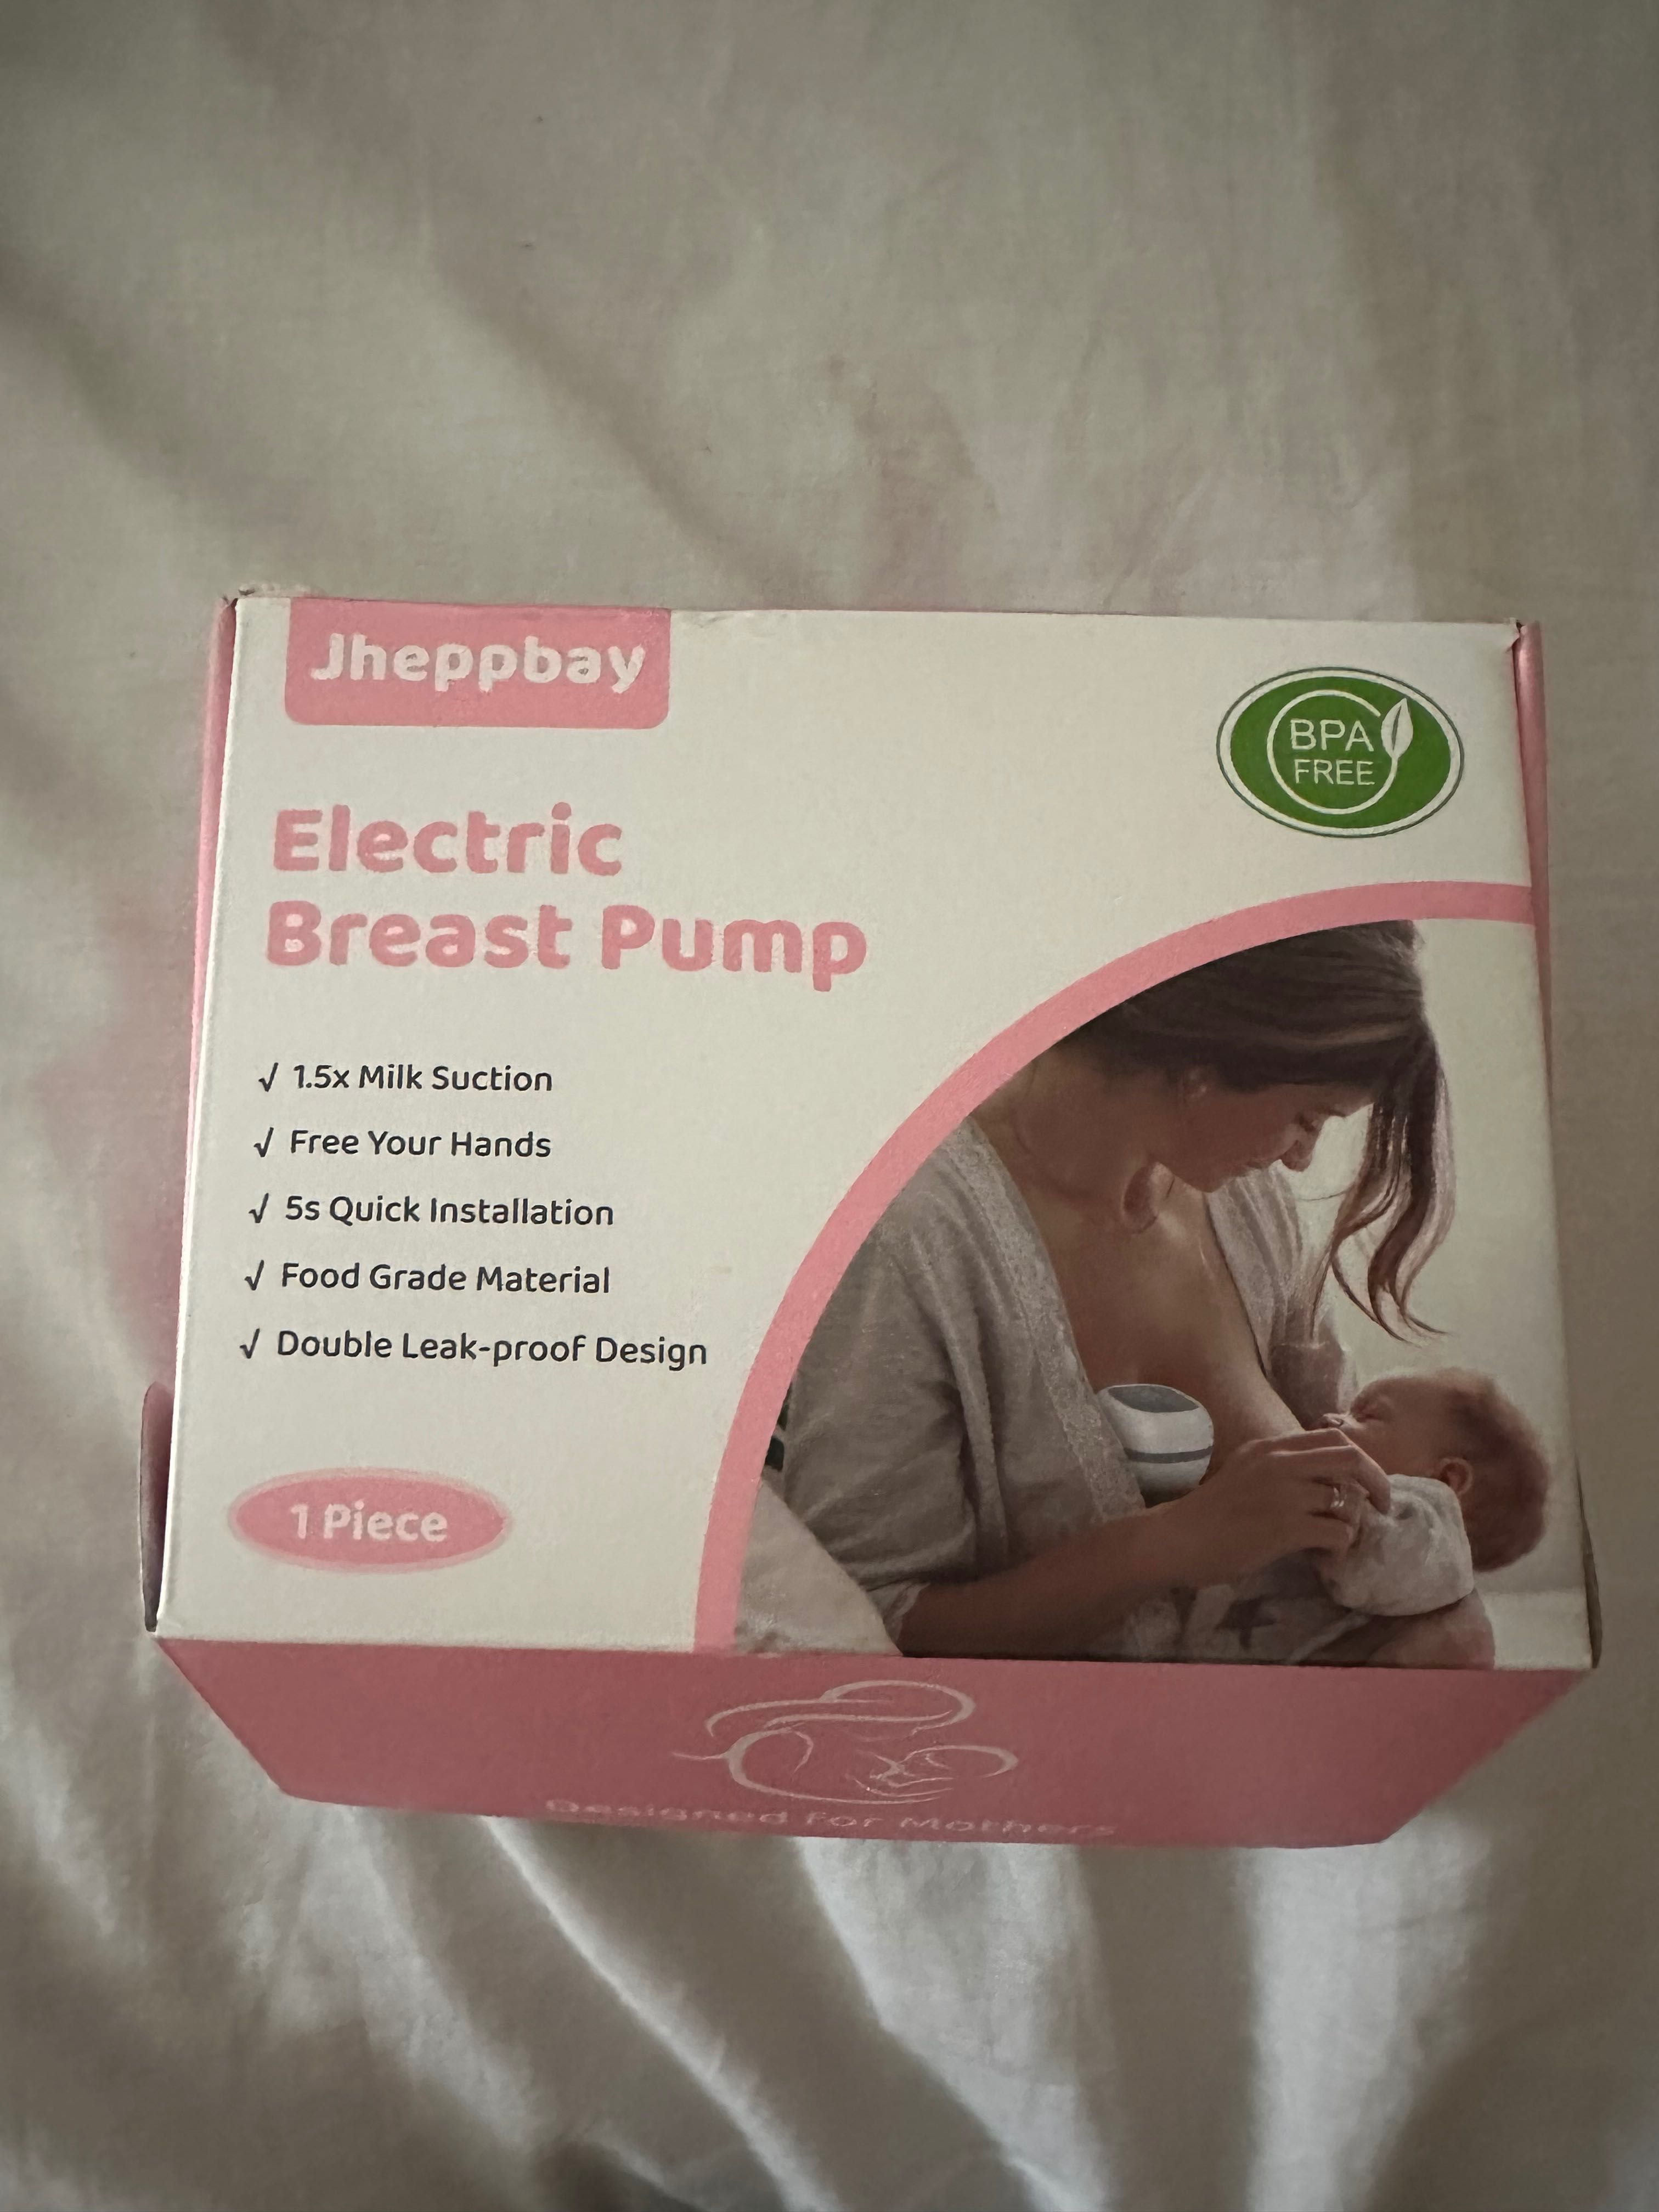 Jheppbay
BPA
FREE
Electric
Breast Pump
√ 1.5x Milk Suction
√ Free Your Hands
√ 5s Quick Installation
√ Food Grade Material
√ Double Leak-proof Design
1 Piece
Designed For Mothers